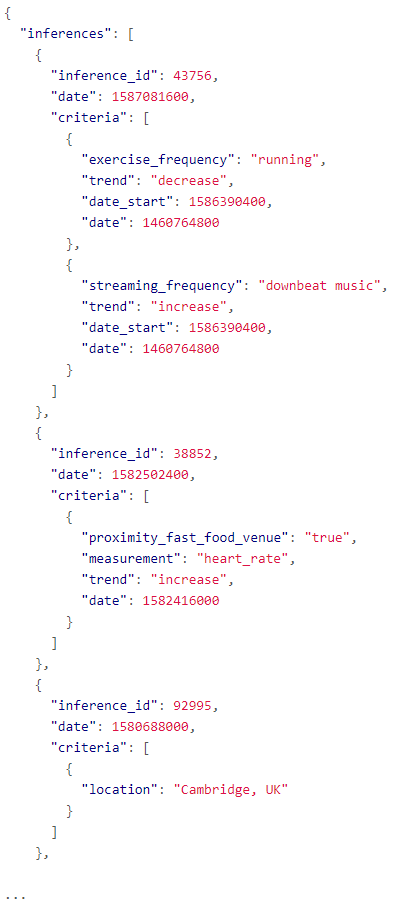 {
  "inferences": [
    {
      "inference_id": 43756,
      "date": 1587081600,
      "criteria": [
        {
          "exercise_frequency": "running",
          "trend": "decrease",
          "date_start": 1586390400,
          "date": 1460764800
        },
        {
          "streaming_frequency": "downbeat music",
          "trend": "increase",
          "date_start": 1586390400,
          "date": 1460764800
        }
      ]
    },
    {
      "inference_id": 38852,
      "date": 1582502400,
      "criteria": [
        {
          "proximity_fast_food_venue": "true",
          "measurement": "heart_rate",
          "trend": "increase",
          "date": 1582416000
        }
      ]
    },
    {
      "inference_id": 92995,
      "date": 1580688000,
      "criteria": [
        {
          "location": "Cambridge, UK"
        }
      ]
    },
...